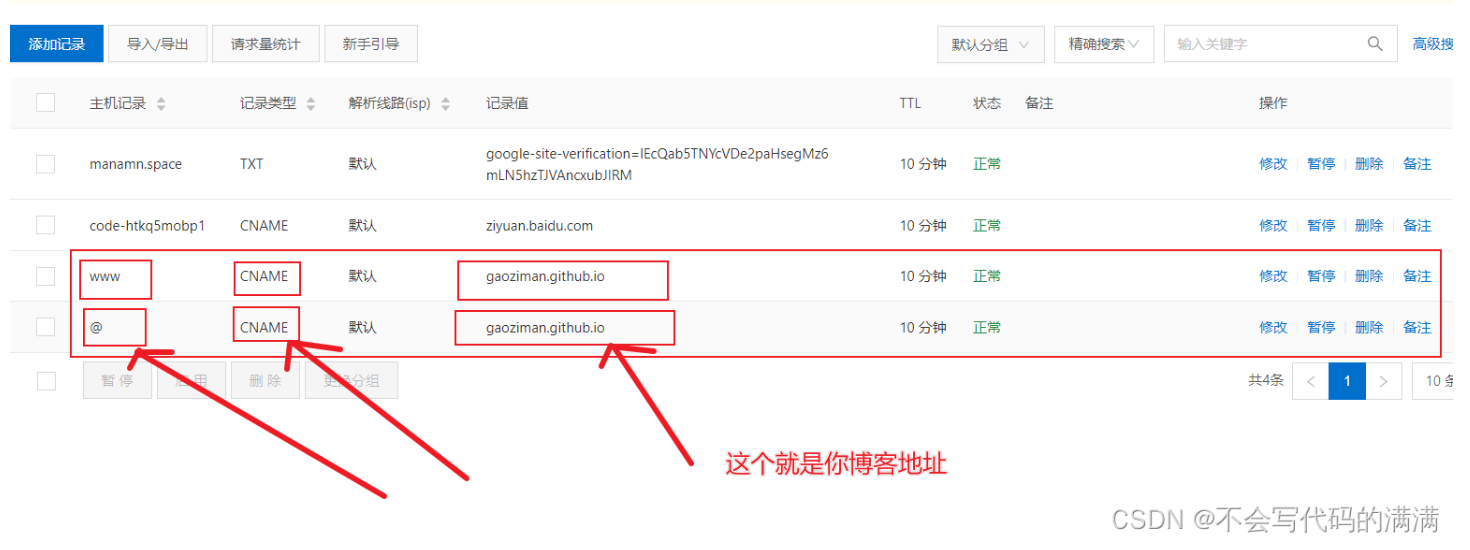 添加记录 导入/导出 请求量统计 新手引导 默认分组 精确搜索 输入关键字 高级搜
主机记录 记录类型 解析线路(isp) 记录值 TTL 状态 备注 操作
manamn.space TXT 默认 google-site-verification=IEcQab5TNYcVDe2paHsegMz6 10 分钟 正常 修改 暂停 删除 备注
mLN5hzTJVAncxubJIRM
code-htkq5mobp1 CNAME 默认 ziyuan.baidu.com 10 分钟 正常 修改 暂停 删除 备注
www CNAME 默认 gaoziman.github.io 10 分钟 正常 修改 暂停 删除 备注
@ CNAME 默认 gaoziman.github.io 10 分钟 正常 修改 暂停 删除 备注
暂停 启用 删除 更换分组 共4条 < 1 > 10 条
这个就是你博客地址
CSDN @不会写代码的满满